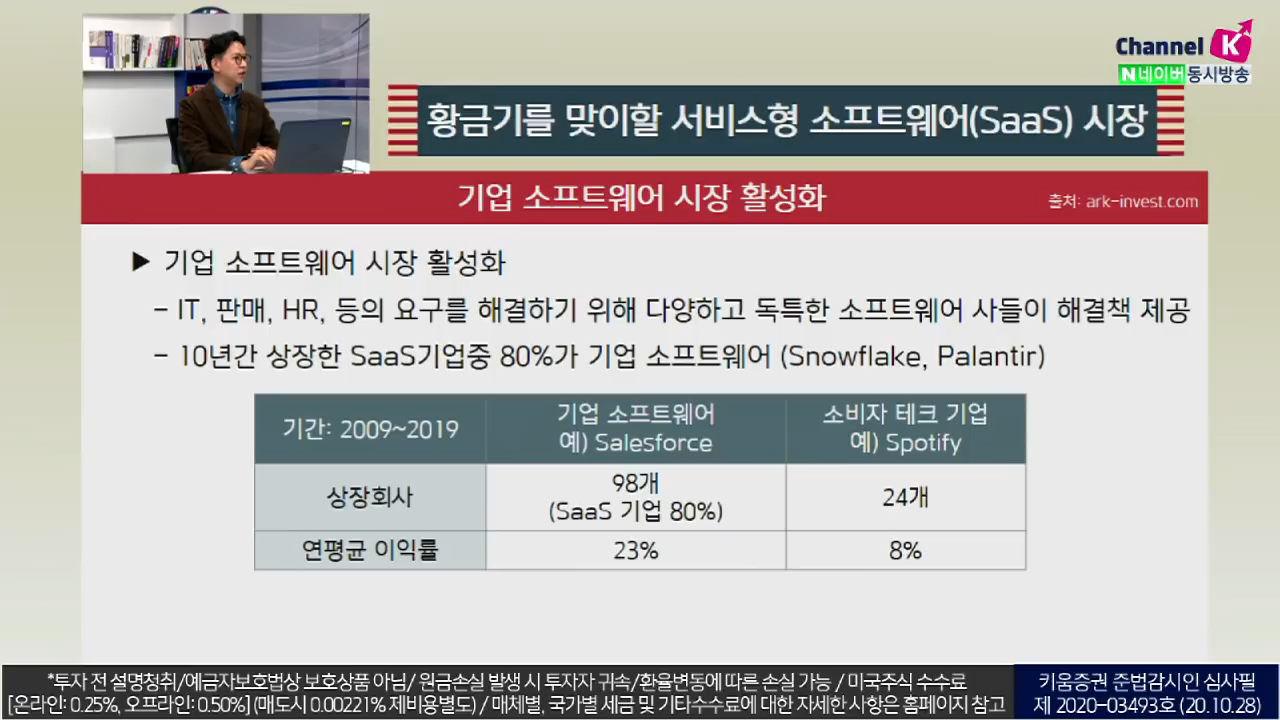 Channel K
N 네이버 동시방송
황금기를 맞이할 서비스형 소프트웨어(SaaS) 시장
기업 소프트웨어 시장 활성화
출처: ark-invest.com
▶ 기업 소프트웨어 시장 활성화
– IT, 판매, HR, 등의 요구를 해결하기 위해 다양하고 독특한 소프트웨어 사들이 해결책 제공
– 10년간 상장한 SaaS기업중 80%가 기업 소프트웨어 (Snowflake, Palantir)
기간: 2009~2019
기업 소프트웨어
예) Salesforce
소비자 테크 기업
예) Spotify
상장회사
98개
(SaaS 기업 80%)
24개
연평균 이익률
23%
8%
*투자 전 설명청취/예금자보호법상 보호상품 아님/ 원금손실 발생 시 투자자 귀속/환율변동에 따른 손실 가능 / 미국주식 수수료
[온라인: 0.25%, 오프라인: 0.50%] (매도시 0.00221% 제비용별도) / 매체별, 국가별 세금 및 기타수수료에 대한 자세한 사항은 홈페이지 참고
키움증권 준법감시인 심사필
제 2020-03493호 (20.10.28)